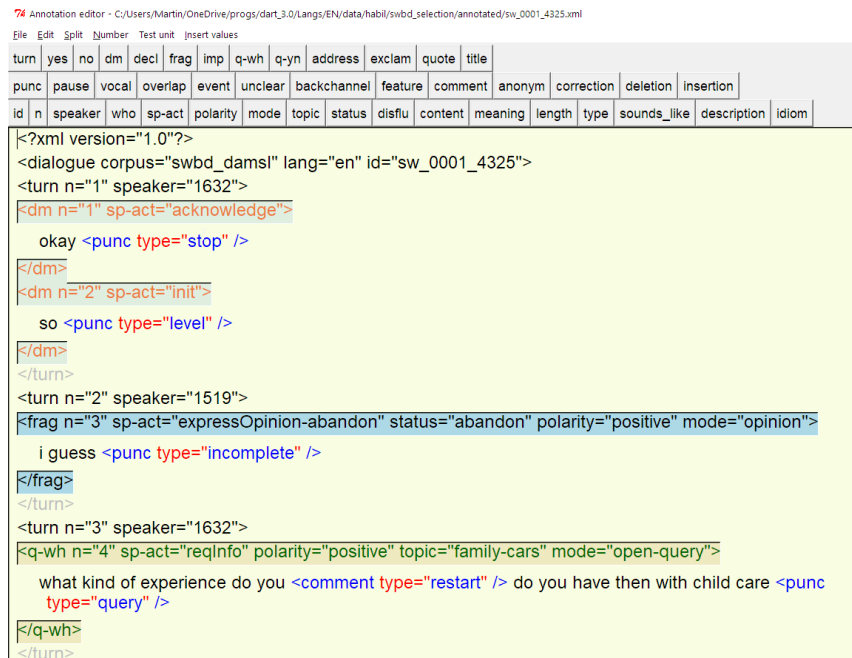 Annotation editor - C:/Users/Martin/OneDrive/progs/dart_3.0/Langs/EN/data/habil/swbd_selection/annotated/sw_0001_4325.xml
File Edit Split Number Test unit Insert values
turn yes no dm decl frag imp q-wh q-yn address exclam quote title
punc pause vocal overlap event unclear backchannel feature comment anonym correction deletion insertion
id n speaker who sp-act polarity mode topic status disflu content meaning length type sounds_like description idiom
<?xml version="1.0"?>
<dialogue corpus="swbd_damsl" lang="en" id="sw_0001_4325">
<turn n="1" speaker="1632">
<dm n="1" sp-act="acknowledge">
okay <punc type="stop" />
</dm>
<dm n="2" sp-act="init">
so <punc type="level" />
</dm>
</turn>
<turn n="2" speaker="1519">
<frag n="3" sp-act="expressOpinion-abandon" status="abandon" polarity="positive" mode="opinion">
i guess <punc type="incomplete" />
</frag>
</turn>
<turn n="3" speaker="1632">
<q-wh n="4" sp-act="reqInfo" polarity="positive" topic="family-cars" mode="open-query">
what kind of experience do you <comment type="restart" /> do you have then with child care <punc
type="query" />
</q-wh>
</turn>